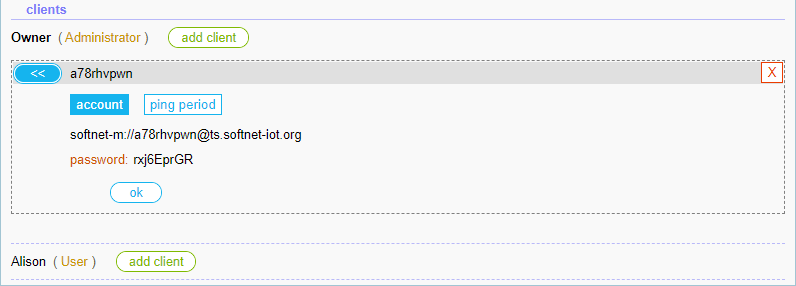 clients
Owner ( Administrator ) add client
<< a78rhvpwn X
account ping period
softnet-m://a78rhvpwn@ts.softnet-iot.org
password: rxj6EprGR
ok
Alison ( User ) add client